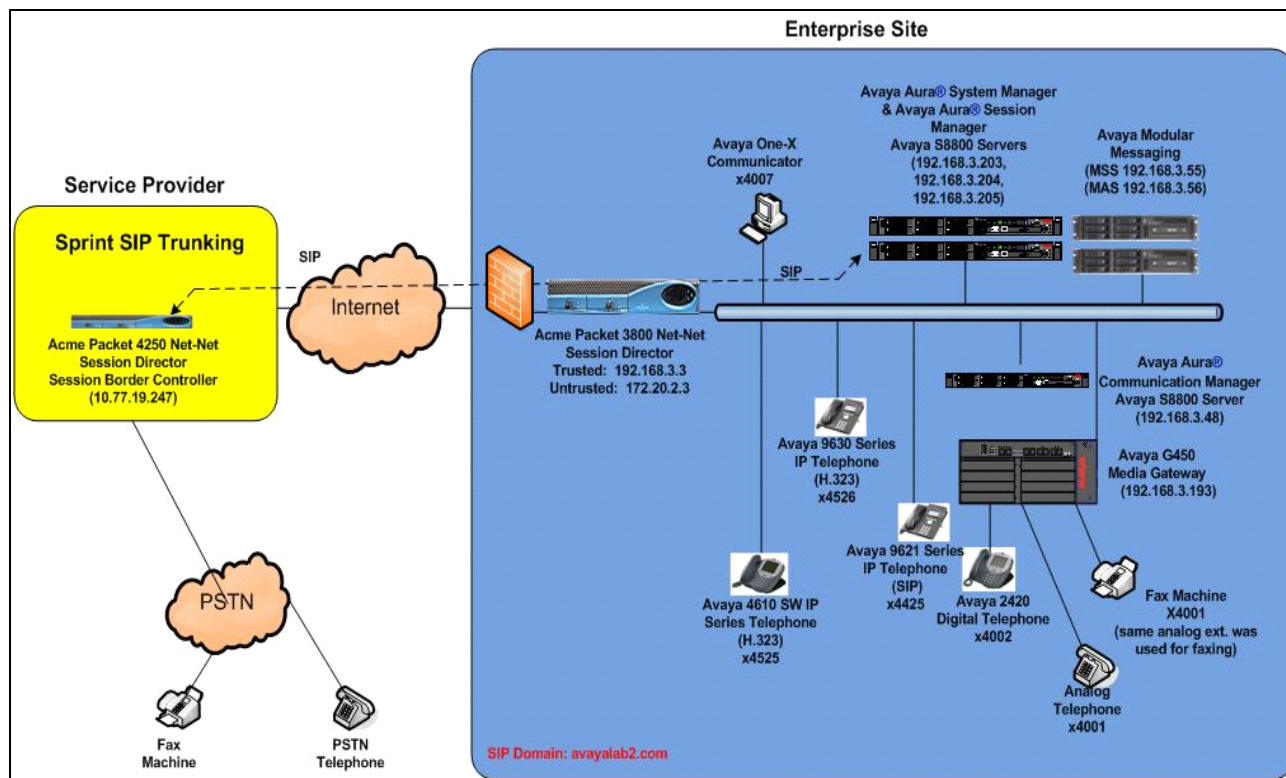 Enterprise Site
Service Provider
Sprint SIP Trunking
Acme Packet 4250 Net-Net
Session Director
Session Border Controller
(10.77.19.247)
SIP
Internet
PSTN
Fax
Machine
PSTN
Telephone
Acme Packet 3800 Net-Net
Session Director
Trusted: 192.168.3.3
Untrusted: 172.20.2.3
Avaya One-X
Communicator
x4007
Avaya Aura® System Manager
& Avaya Aura® Session
Manager
Avaya S8800 Servers
(192.168.3.203,
192.168.3.204,
192.168.3.205)
SIP
Avaya Modular
Messaging
(MSS 192.168.3.55)
(MAS 192.168.3.56)
Avaya Aura®
Communication Manager
Avaya S8800 Server
(192.168.3.48)
Avaya G450
Media Gateway
(192.168.3.193)
Avaya 9630 Series
IP Telephone
(H.323)
x4526
Avaya 4610 SW IP
Series Telephone
(H.323)
x4525
Avaya 9621 Series
IP Telephone
(SIP)
x4425
Avaya 2420
Digital Telephone
x4002
Fax Machine
X4001
(same analog ext. was
used for faxing)
Analog
Telephone
x4001
SIP Domain: avayalab2.com